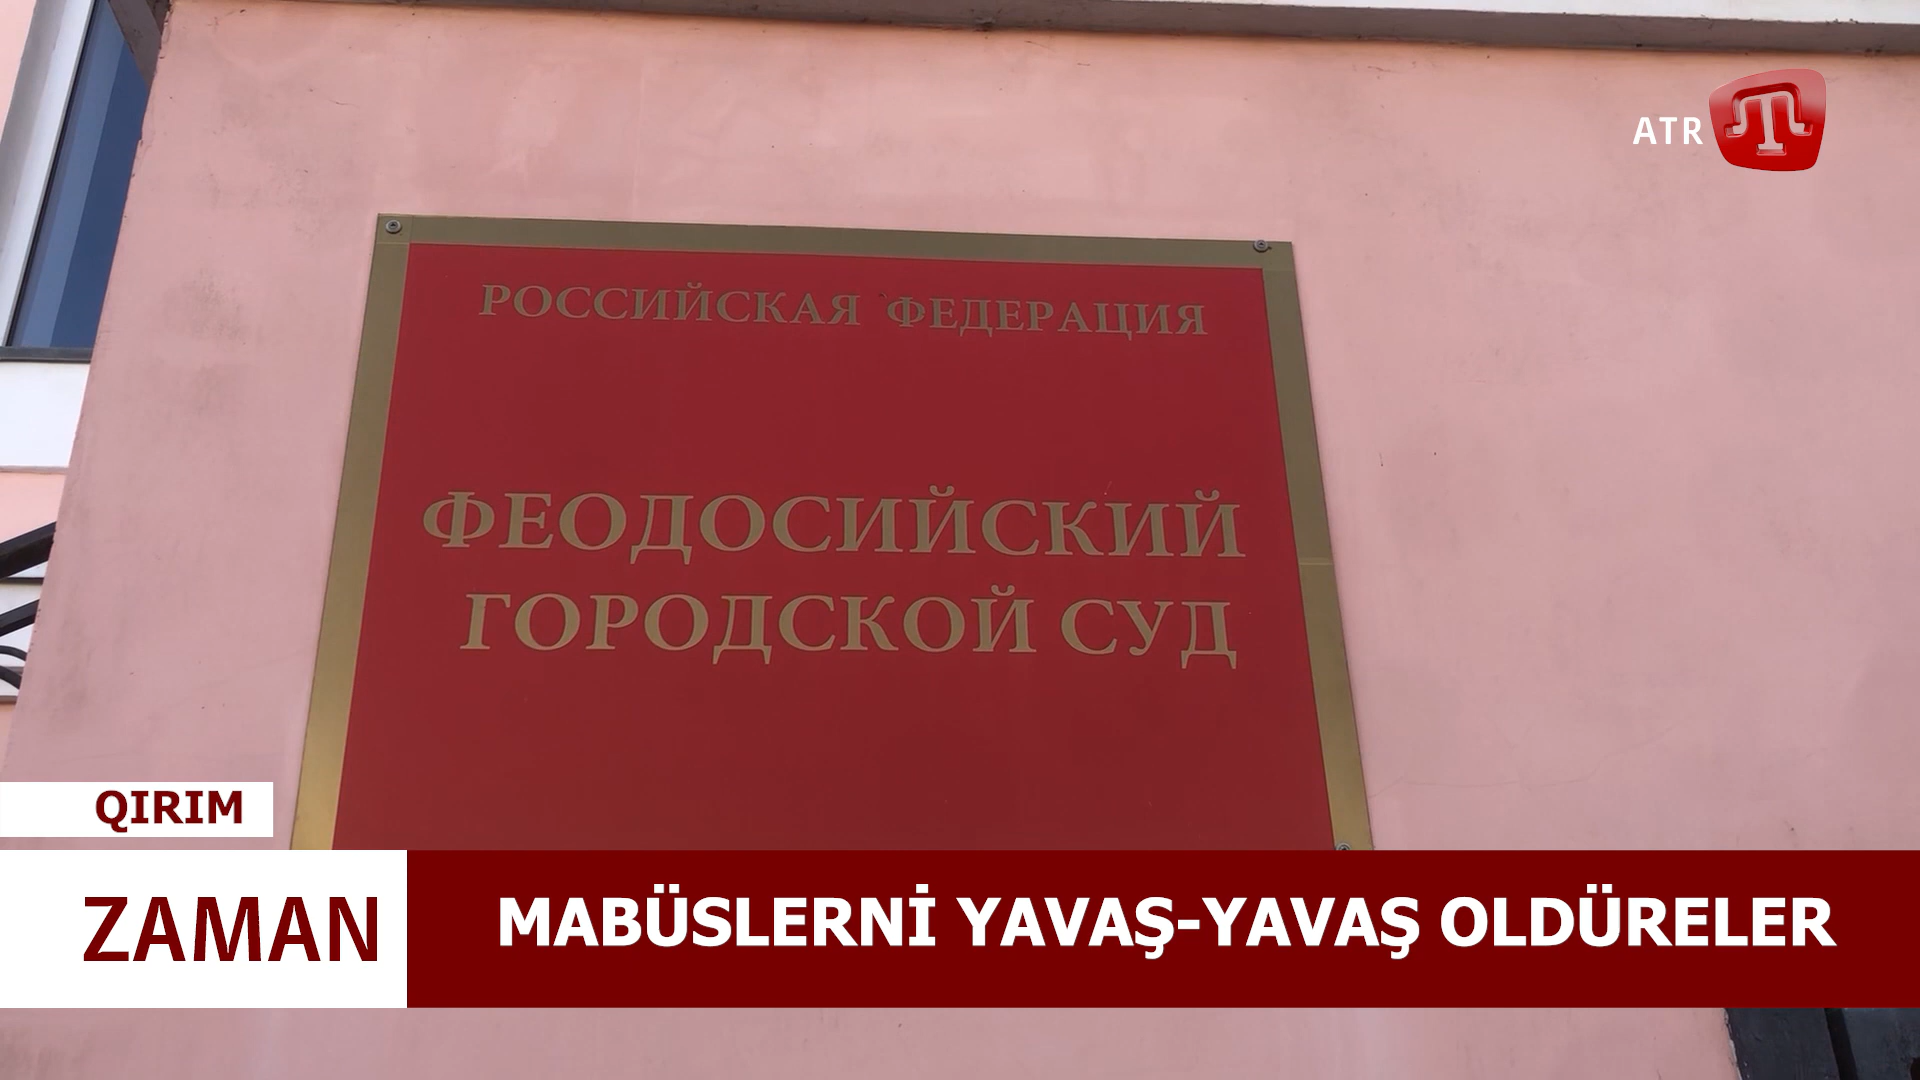 ATR
РОССИЙСКАЯ ФЕДЕРАЦИЯ
ФЕОДОСИЙСКИЙ
ГОРОДСКОЙ СУД
QIRIM
ZAMAN
MABÜSLERNİ YAVAŞ-YAVAŞ OLDÜRELER